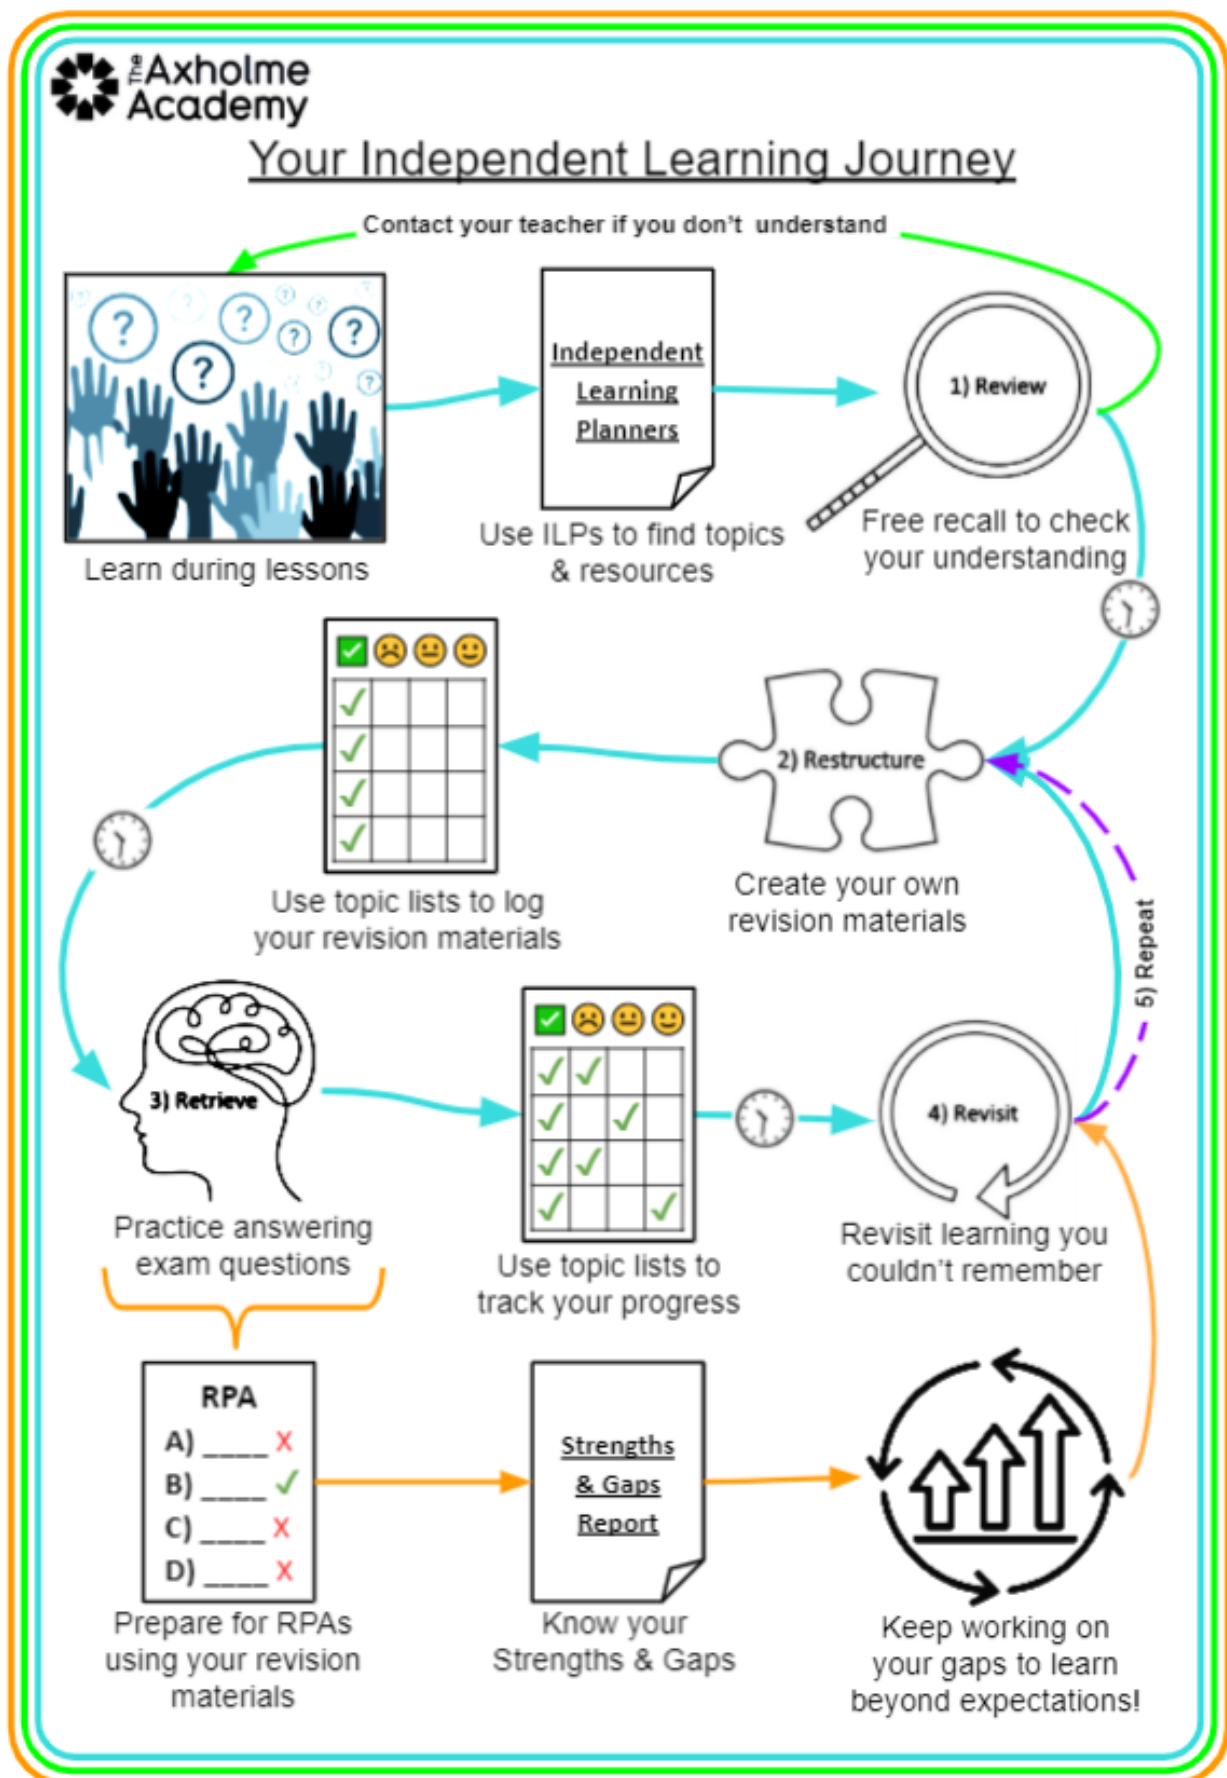 The Axholme
Academy
Your Independent Learning Journey
Contact your teacher if you don't understand
? ? ? ? ? ? ? ? ? ?
Learn during lessons
Independent
Learning
Planners
Use ILPs to find topics
& resources
1) Review
Free recall to check
your understanding
2) Restructure
Create your own
revision materials
Use topic lists to log
your revision materials
3) Retrieve
Practice answering
exam questions
Use topic lists to
track your progress
4) Revisit
Revisit learning you
couldn't remember
5) Repeat
RPA
A) ____ X
B) ____ ✓
C) ____ X
D) ____ X
Prepare for RPAs
using your revision
materials
Strengths
& Gaps
Report
Know your
Strengths & Gaps
Keep working on
your gaps to learn
beyond expectations!